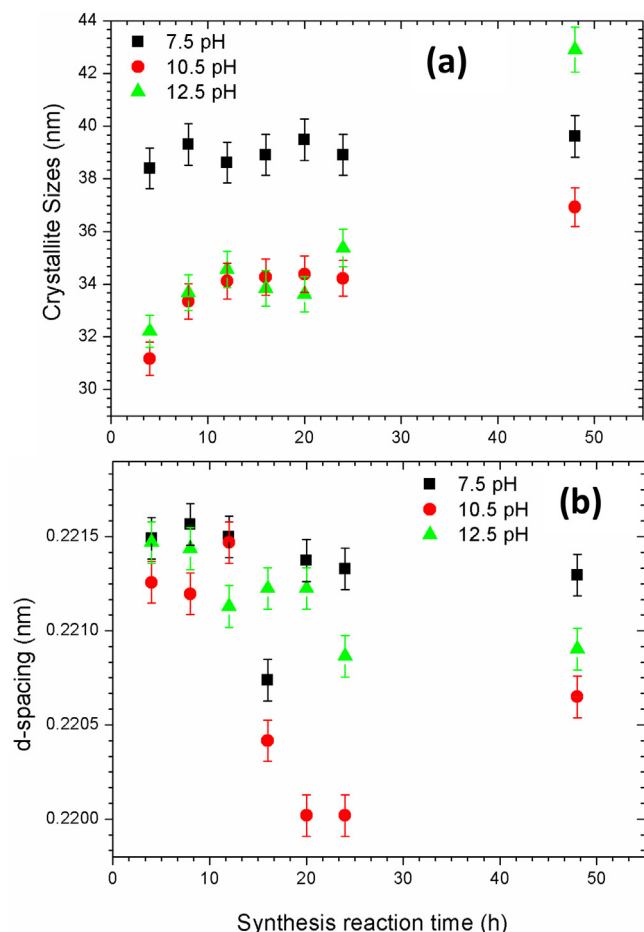 44
42
40
38
36
34
32
30
Crystallite Sizes (nm)
7.5 pH
10.5 pH
12.5 pH
(a)
0 10 20 30 40 50
0.2215
0.2210
0.2205
0.2200
d-spacing (nm)
7.5 pH
10.5 pH
12.5 pH
(b)
0 10 20 30 40 50
Synthesis reaction time (h)